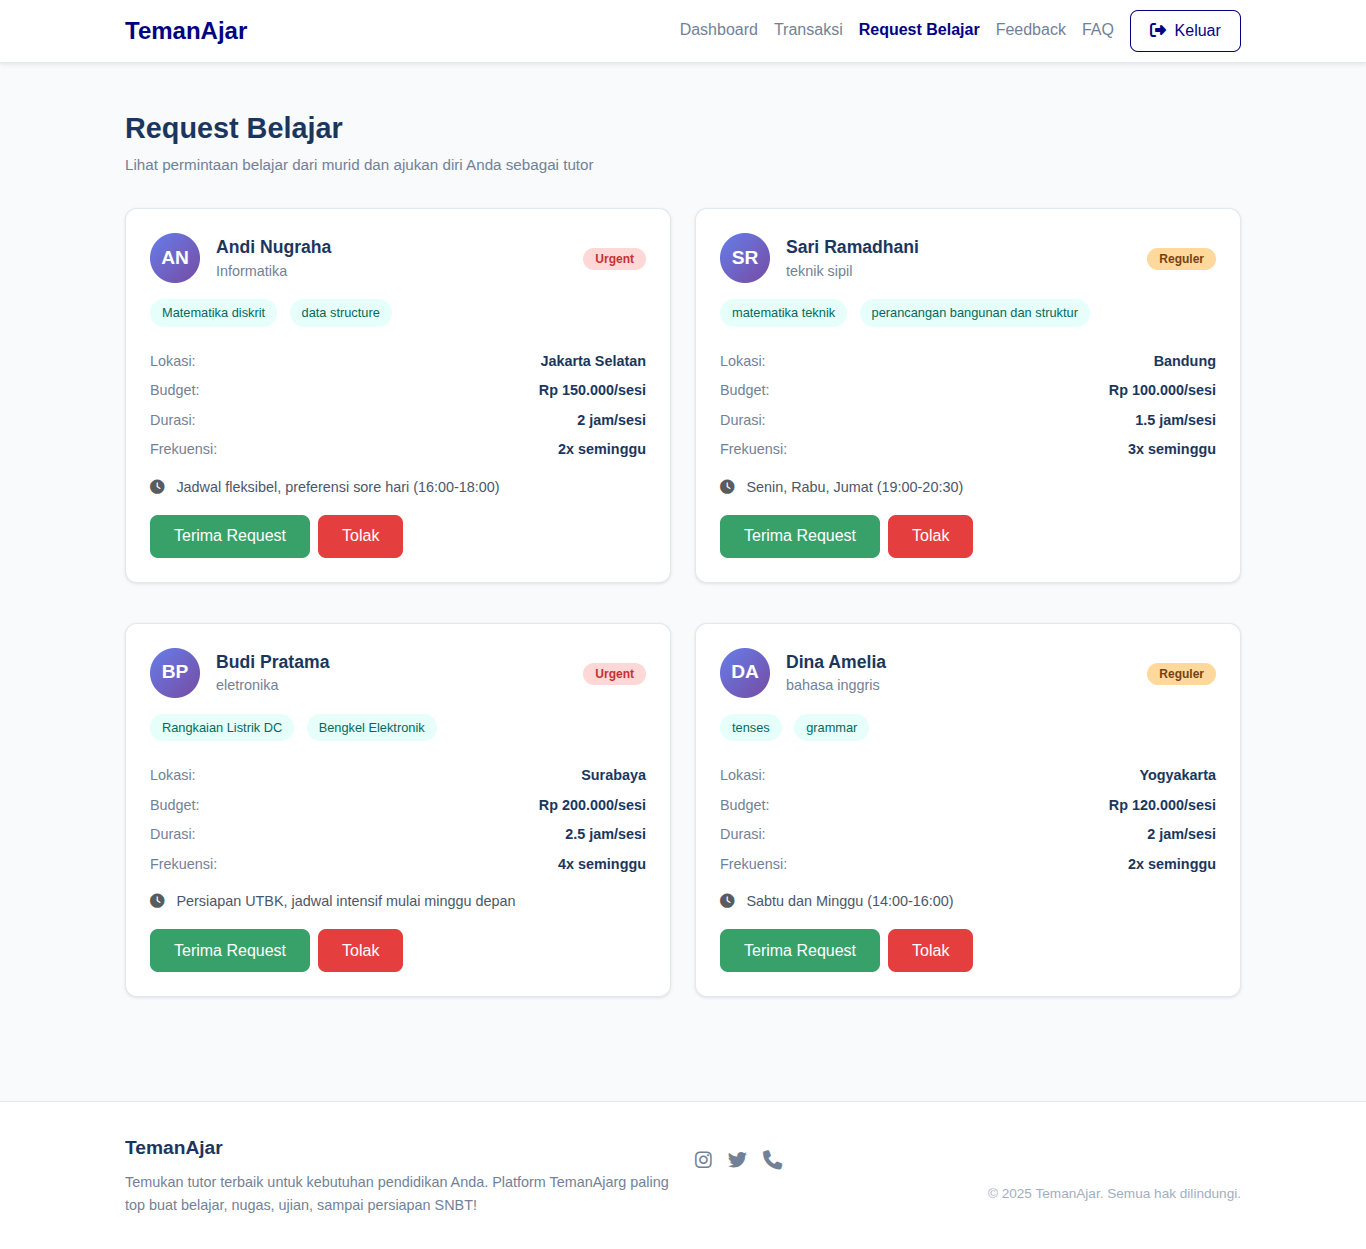 TemanAjar
Dashboard Transaksi Request Belajar Feedback FAQ Keluar
Request Belajar
Lihat permintaan belajar dari murid dan ajukan diri Anda sebagai tutor
AN
Andi Nugraha
Informatika
Urgent
Matematika diskrit data structure
Lokasi: Jakarta Selatan
Budget: Rp 150.000/sesi
Durasi: 2 jam/sesi
Frekuensi: 2x seminggu
Jadwal fleksibel, preferensi sore hari (16:00-18:00)
Terima Request Tolak
SR
Sari Ramadhani
teknik sipil
Reguler
matematika teknik perancangan bangunan dan struktur
Lokasi: Bandung
Budget: Rp 100.000/sesi
Durasi: 1.5 jam/sesi
Frekuensi: 3x seminggu
Senin, Rabu, Jumat (19:00-20:30)
Terima Request Tolak
BP
Budi Pratama
eletronika
Urgent
Rangkaian Listrik DC Bengkel Elektronik
Lokasi: Surabaya
Budget: Rp 200.000/sesi
Durasi: 2.5 jam/sesi
Frekuensi: 4x seminggu
Persiapan UTBK, jadwal intensif mulai minggu depan
Terima Request Tolak
DA
Dina Amelia
bahasa inggris
Reguler
tenses grammar
Lokasi: Yogyakarta
Budget: Rp 120.000/sesi
Durasi: 2 jam/sesi
Frekuensi: 2x seminggu
Sabtu dan Minggu (14:00-16:00)
Terima Request Tolak
TemanAjar
Temukan tutor terbaik untuk kebutuhan pendidikan Anda. Platform TemanAjarg paling
top buat belajar, nugas, ujian, sampai persiapan SNBT!
© 2025 TemanAjar. Semua hak dilindungi.